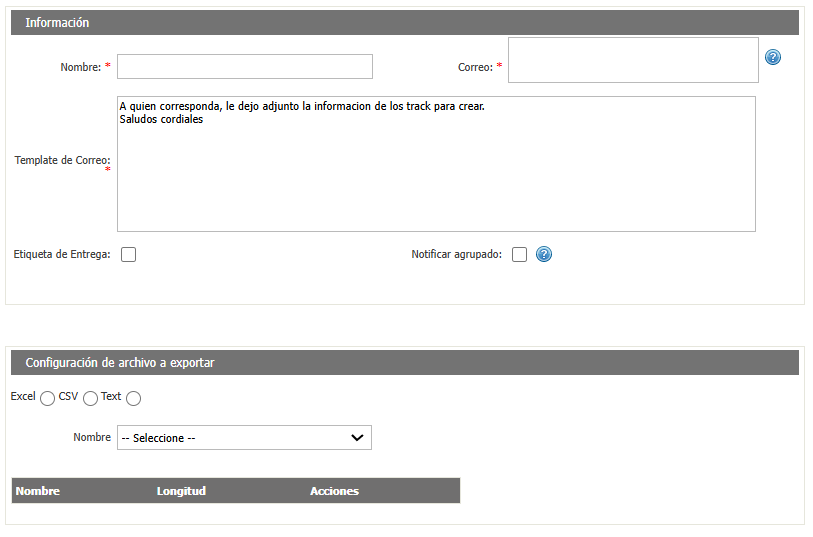 Información
Nombre: *
Correo: *
?
A quien corresponda, le dejo adjunto la informacion de los track para crear.
Saludos cordiales
Template de Correo:
*
Etiqueta de Entrega:
Notificar agrupado:
?
Configuración de archivo a exportar
Excel CSV Text
Nombre
-- Seleccione --
Nombre Longitud Acciones